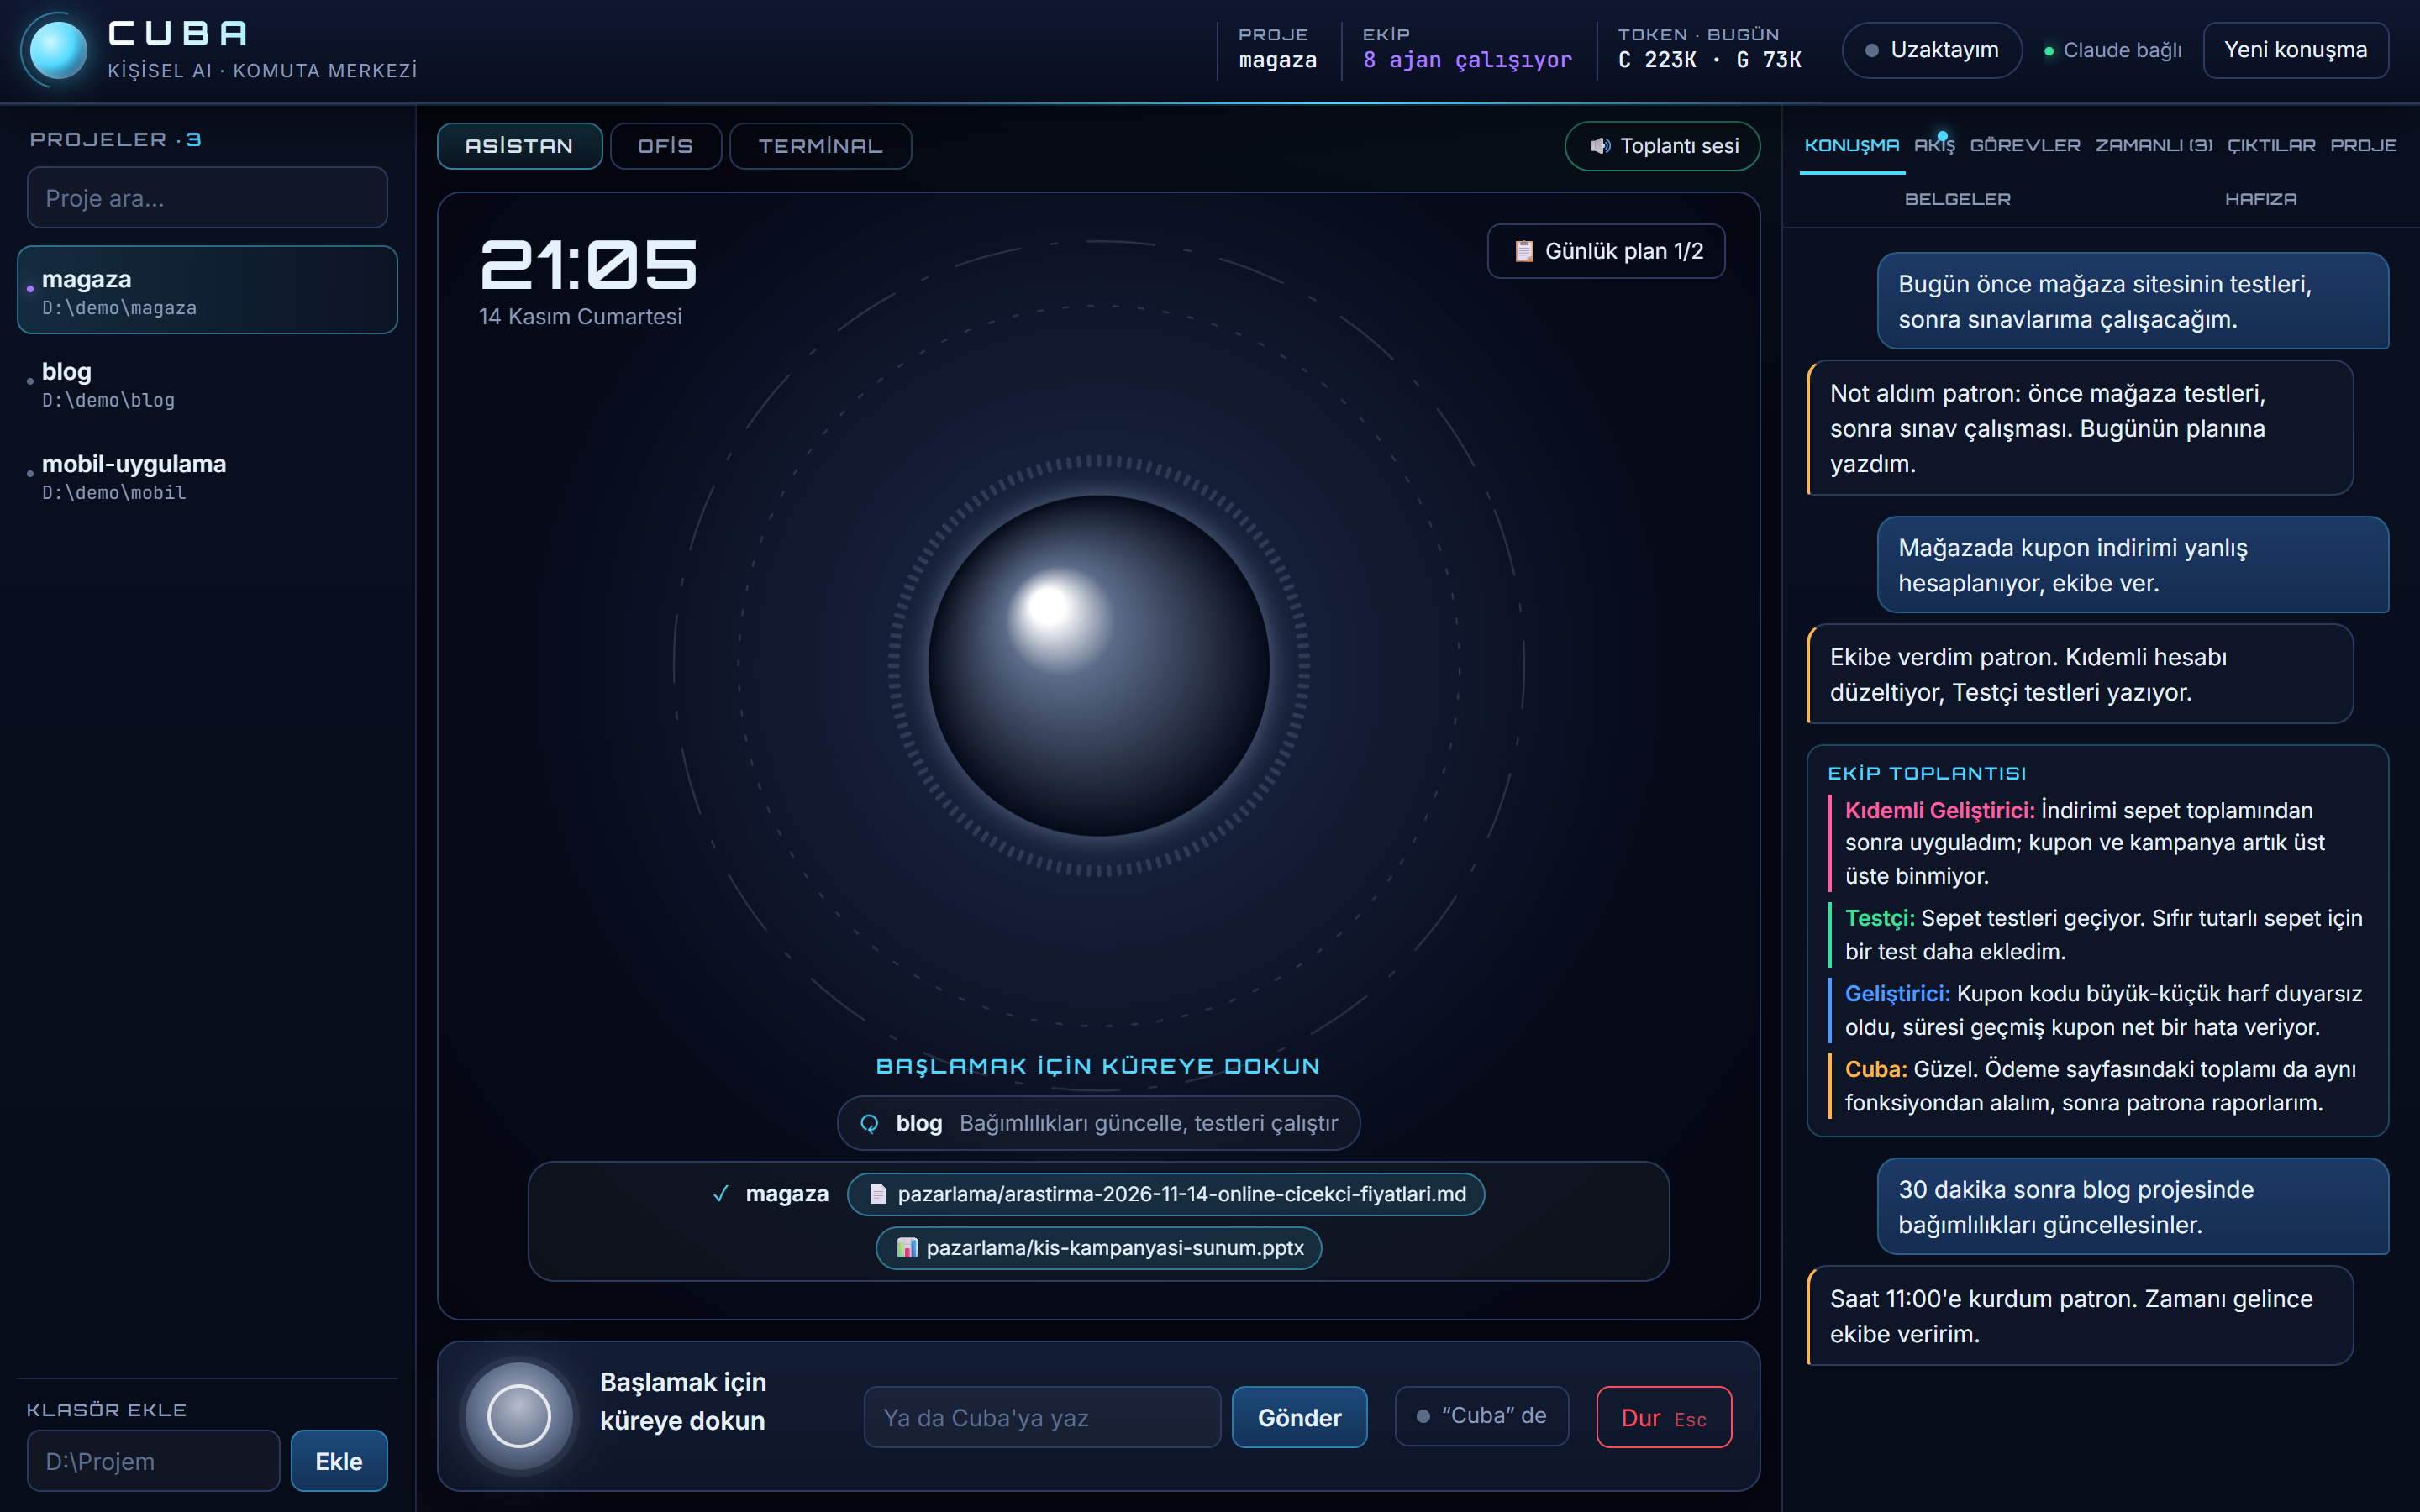 CUBA
KİŞİSEL AI · KOMUTA MERKEZİ
PROJE
magaza
EKİP
8 ajan çalışıyor
TOKEN · BUGÜN
C 223K · G 73K
Uzaktayım
Claude bağlı
Yeni konuşma
PROJELER · 3
Proje ara...
magaza
D:\demo\magaza
blog
D:\demo\blog
mobil-uygulama
D:\demo\mobil
KLASÖR EKLE
D:\Projem
Ekle
ASİSTAN
OFİS
TERMİNAL
Toplantı sesi
21:05
14 Kasım Cumartesi
Günlük plan 1/2
BAŞLAMAK İÇİN KÜREYE DOKUN
blog Bağımlılıkları güncelle, testleri çalıştır
✓ magaza pazarlama/arastirma-2026-11-14-online-cicekci-fiyatlari.md
pazarlama/kis-kampanyasi-sunum.pptx
Başlamak için
küreye dokun
Ya da Cuba'ya yaz
Gönder
“Cuba” de
Dur Esc
KONUŞMA
AKIŞ
GÖREVLER
ZAMANLI (3)
ÇIKTILAR
PROJE
BELGELER
HAFIZA
Bugün önce mağaza sitesinin testleri,
sonra sınavlarıma çalışacağım.
Not aldım patron: önce mağaza testleri,
sonra sınav çalışması. Bugünün planına
yazdım.
Mağazada kupon indirimi yanlış
hesaplanıyor, ekibe ver.
Ekibe verdim patron. Kıdemli hesabı
düzeltiyor, Testçi testleri yazıyor.
EKİP TOPLANTISI
Kıdemli Geliştirici: İndirimi sepet toplamından
sonra uyguladım; kupon ve kampanya artık üst
üste binmiyor.
Testçi: Sepet testleri geçiyor. Sıfır tutarlı sepet için
bir test daha ekledim.
Geliştirici: Kupon kodu büyük-küçük harf duyarsız
oldu, süresi geçmiş kupon net bir hata veriyor.
Cuba: Güzel. Ödeme sayfasındaki toplamı da aynı
fonksiyondan alalım, sonra patrona raporlarım.
30 dakika sonra blog projesinde
bağımlılıkları güncellesinler.
Saat 11:00'e kurdum patron. Zamanı gelince
ekibe veririm.